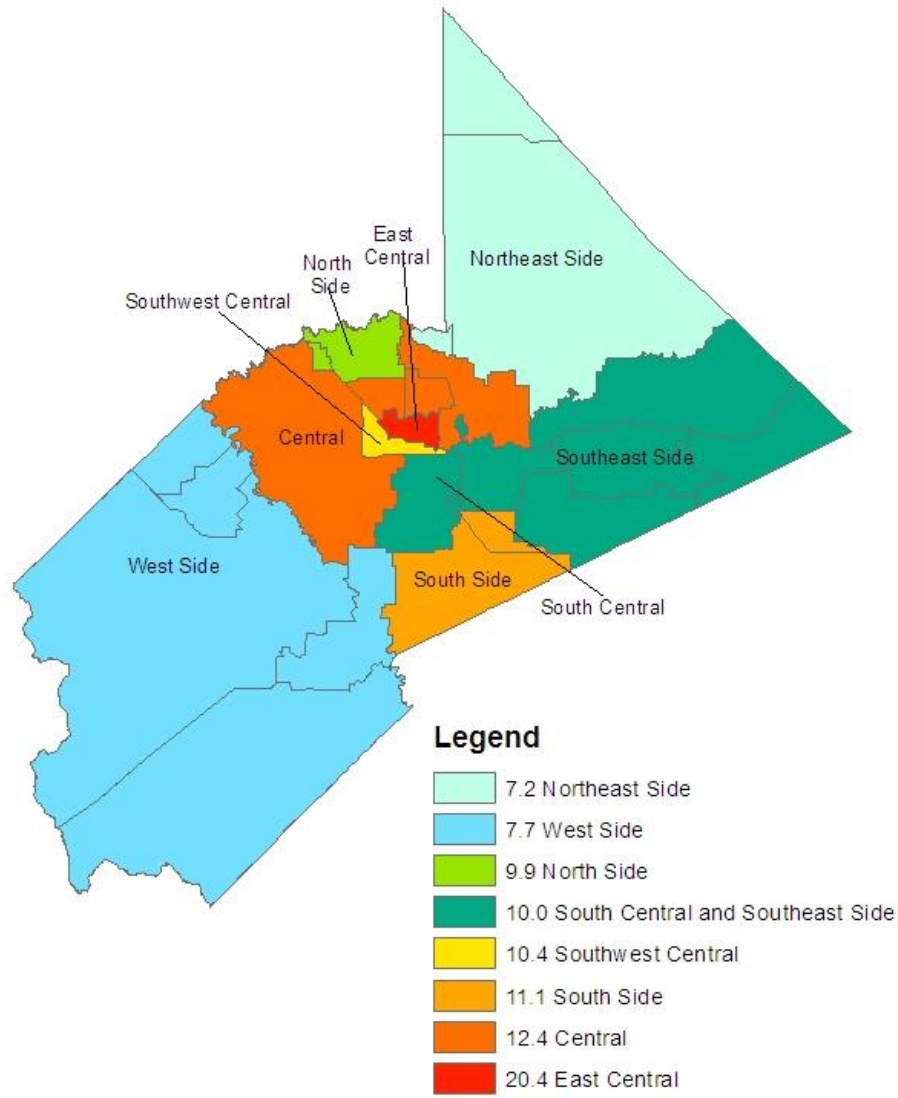 East
Central
North
Side
Northeast Side
Southwest Central
Central
Southeast Side
West Side
South Side
South Central
Legend
7.2 Northeast Side
7.7 West Side
9.9 North Side
10.0 South Central and Southeast Side
10.4 Southwest Central
11.1 South Side
12.4 Central
20.4 East Central